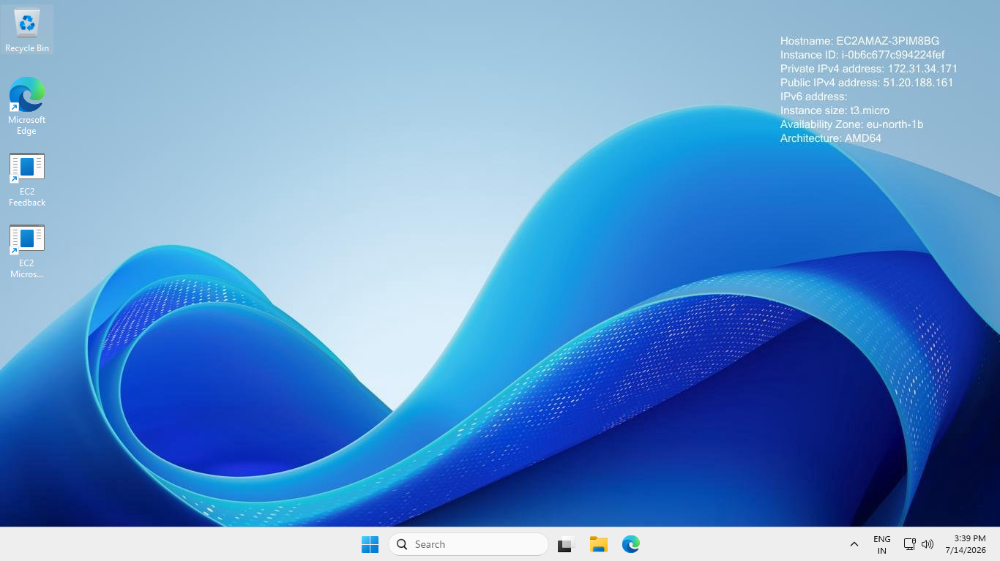 Recycle Bin
Microsoft
Edge
EC2
Feedback
EC2
Micros...
Hostname: EC2AMAZ-3PIM8BG
Instance ID: i-0b6c677c994224fef
Private IPv4 address: 172.31.34.171
Public IPv4 address: 51.20.188.161
IPv6 address:
Instance size: t3.micro
Availability Zone: eu-north-1b
Architecture: AMD64
Search
ENG
IN
3:39 PM
7/14/2026